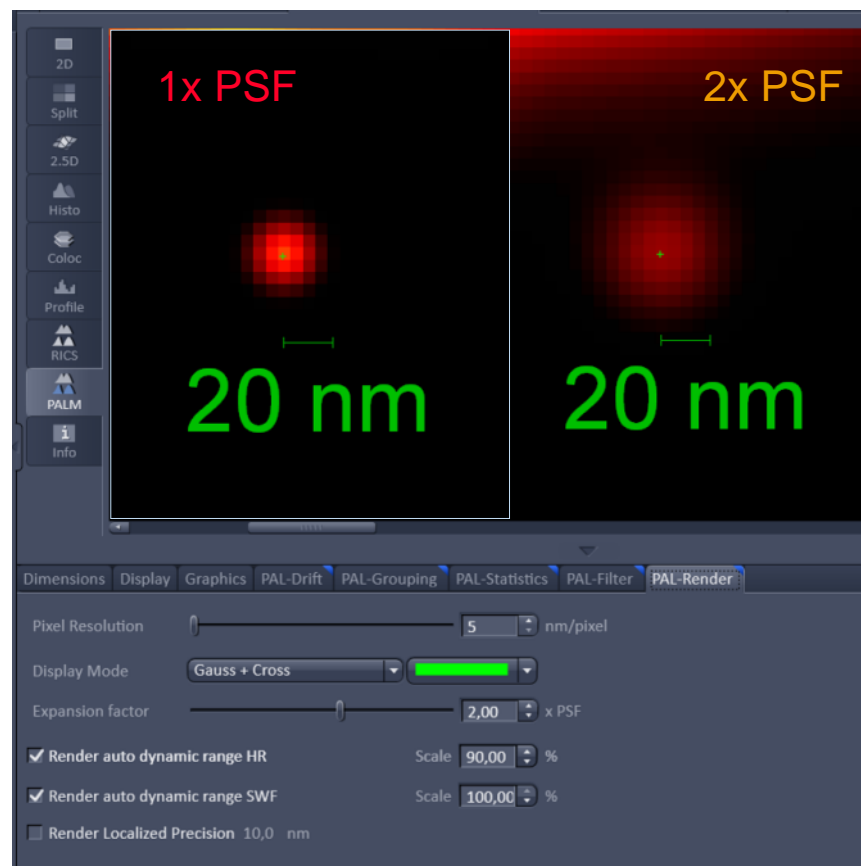 2D
Split
2.5D
Histo
Coloc
Profile
RICS
PALM
i
Info
1x PSF
2x PSF
20 nm
20 nm
Dimensions Display Graphics PAL-Drift PAL-Grouping PAL-Statistics PAL-Filter PAL-Render
Pixel Resolution 5 nm/pixel
Display Mode Gauss + Cross
Expansion factor 2,00 x PSF
Render auto dynamic range HR Scale 90,00 %
Render auto dynamic range SWF Scale 100,00 %
Render Localized Precision 10,0 nm